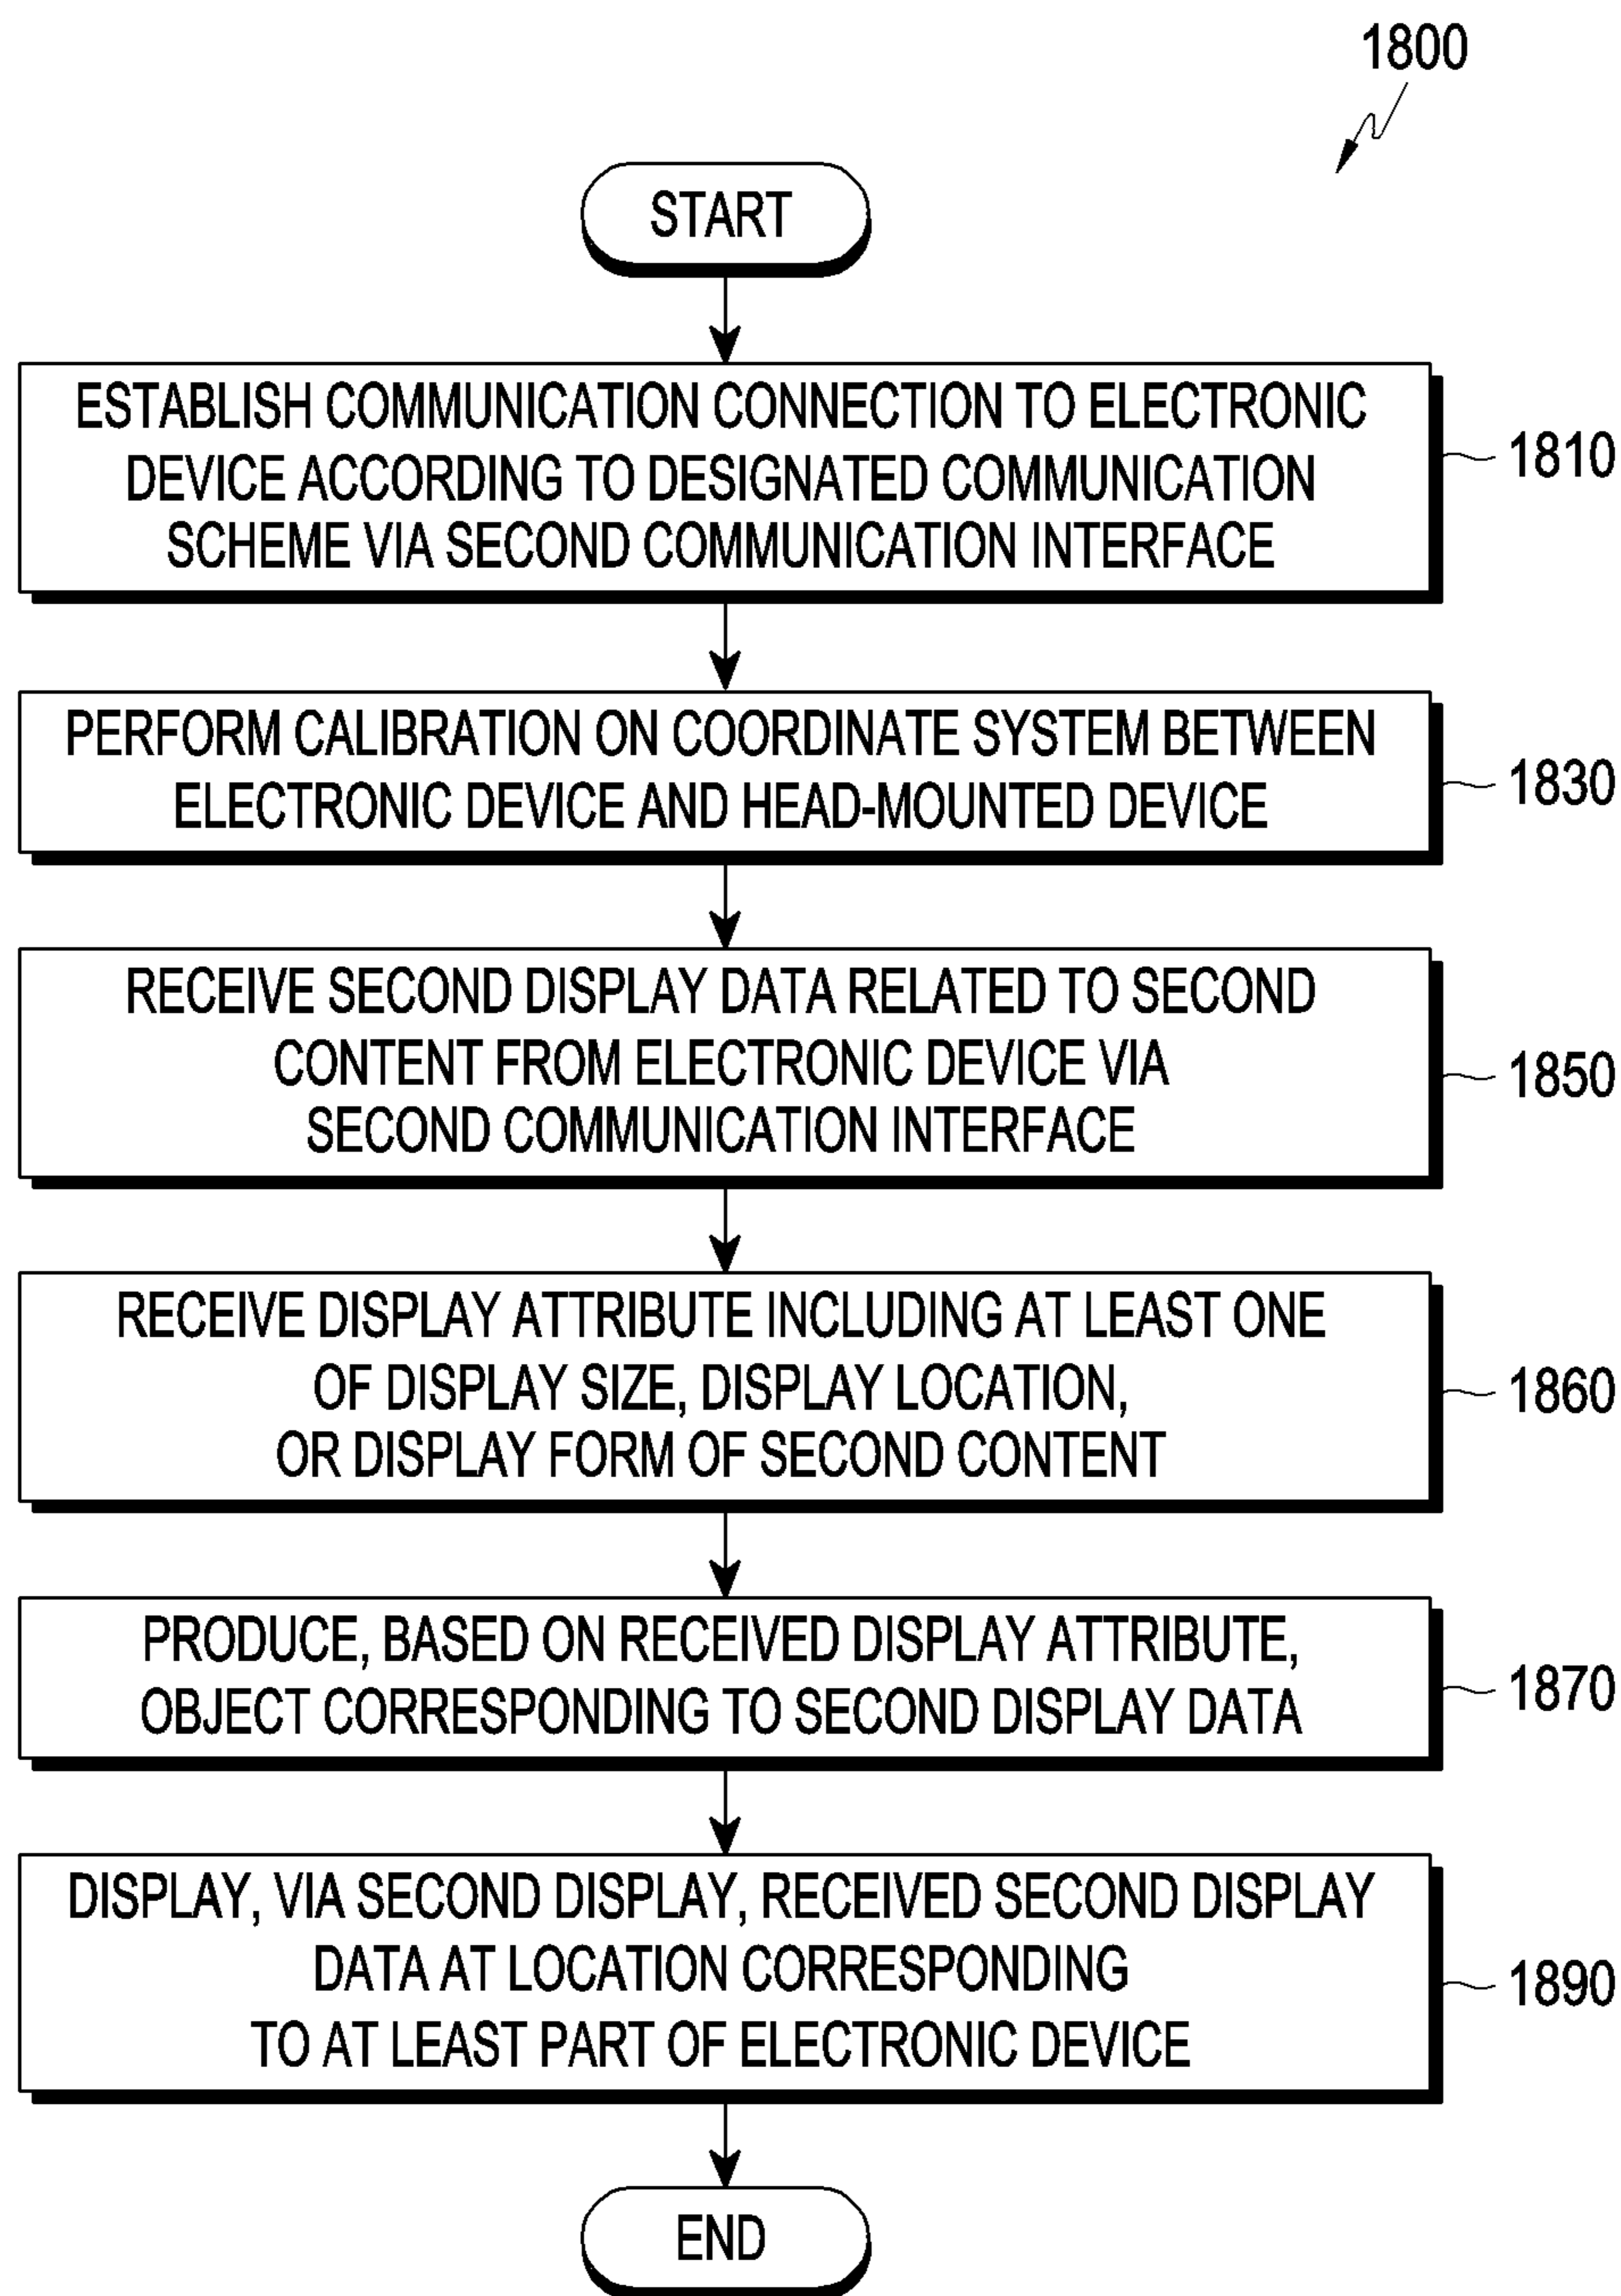 1800
START
ESTABLISH COMMUNICATION CONNECTION TO ELECTRONIC
DEVICE ACCORDING TO DESIGNATED COMMUNICATION
SCHEME VIA SECOND COMMUNICATION INTERFACE
1810
PERFORM CALIBRATION ON COORDINATE SYSTEM BETWEEN
ELECTRONIC DEVICE AND HEAD-MOUNTED DEVICE
1830
RECEIVE SECOND DISPLAY DATA RELATED TO SECOND
CONTENT FROM ELECTRONIC DEVICE VIA
SECOND COMMUNICATION INTERFACE
1850
RECEIVE DISPLAY ATTRIBUTE INCLUDING AT LEAST ONE
OF DISPLAY SIZE, DISPLAY LOCATION,
OR DISPLAY FORM OF SECOND CONTENT
1860
PRODUCE, BASED ON RECEIVED DISPLAY ATTRIBUTE,
OBJECT CORRESPONDING TO SECOND DISPLAY DATA
1870
DISPLAY, VIA SECOND DISPLAY, RECEIVED SECOND DISPLAY
DATA AT LOCATION CORRESPONDING
TO AT LEAST PART OF ELECTRONIC DEVICE
1890
END